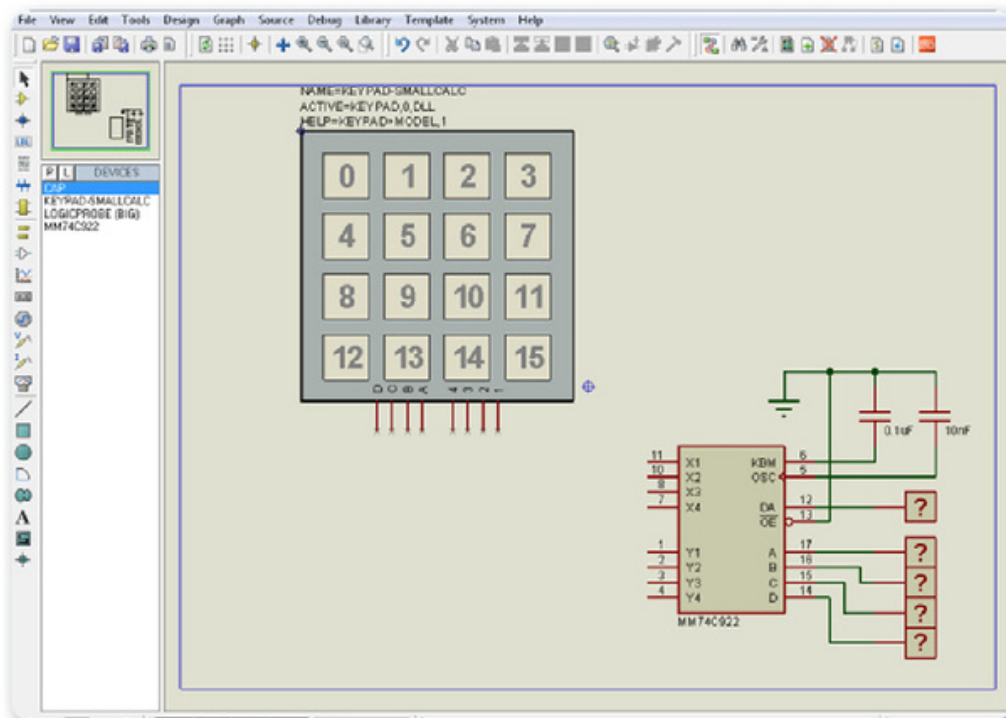 File View Edit Tools Design Graph Source Debug Library Template System Help
NAME=KEYPAD-SMALLCALC
ACTIVE=KEYPAD,0,DLL
HELP=KEYPAD=MODEL,1
P L DEVICES
CAP
KEYPAD-SMALLCALC
LOGICPROBE (BIG)
MM74C922
LBL
A
0 1 2 3
4 5 6 7
8 9 10 11
12 13 14 15
D C B A 4 3 2 1
0.1uF 10nF
11 X1 KBM 6
10 X2 OSC 5
8 X3
7 X4 DA 12 ?
OE 13
1 Y1 A 17 ?
2 Y2 B 16 ?
3 Y3 C 15 ?
4 Y4 D 14 ?
MM74C922